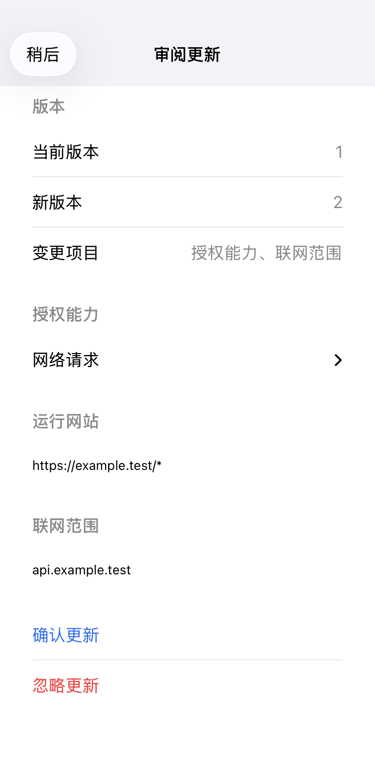 稍后
审阅更新
版本
当前版本 1
新版本 2
变更项目 授权能力、联网范围
授权能力
网络请求
运行网站
https://example.test/*
联网范围
api.example.test
确认更新
忽略更新